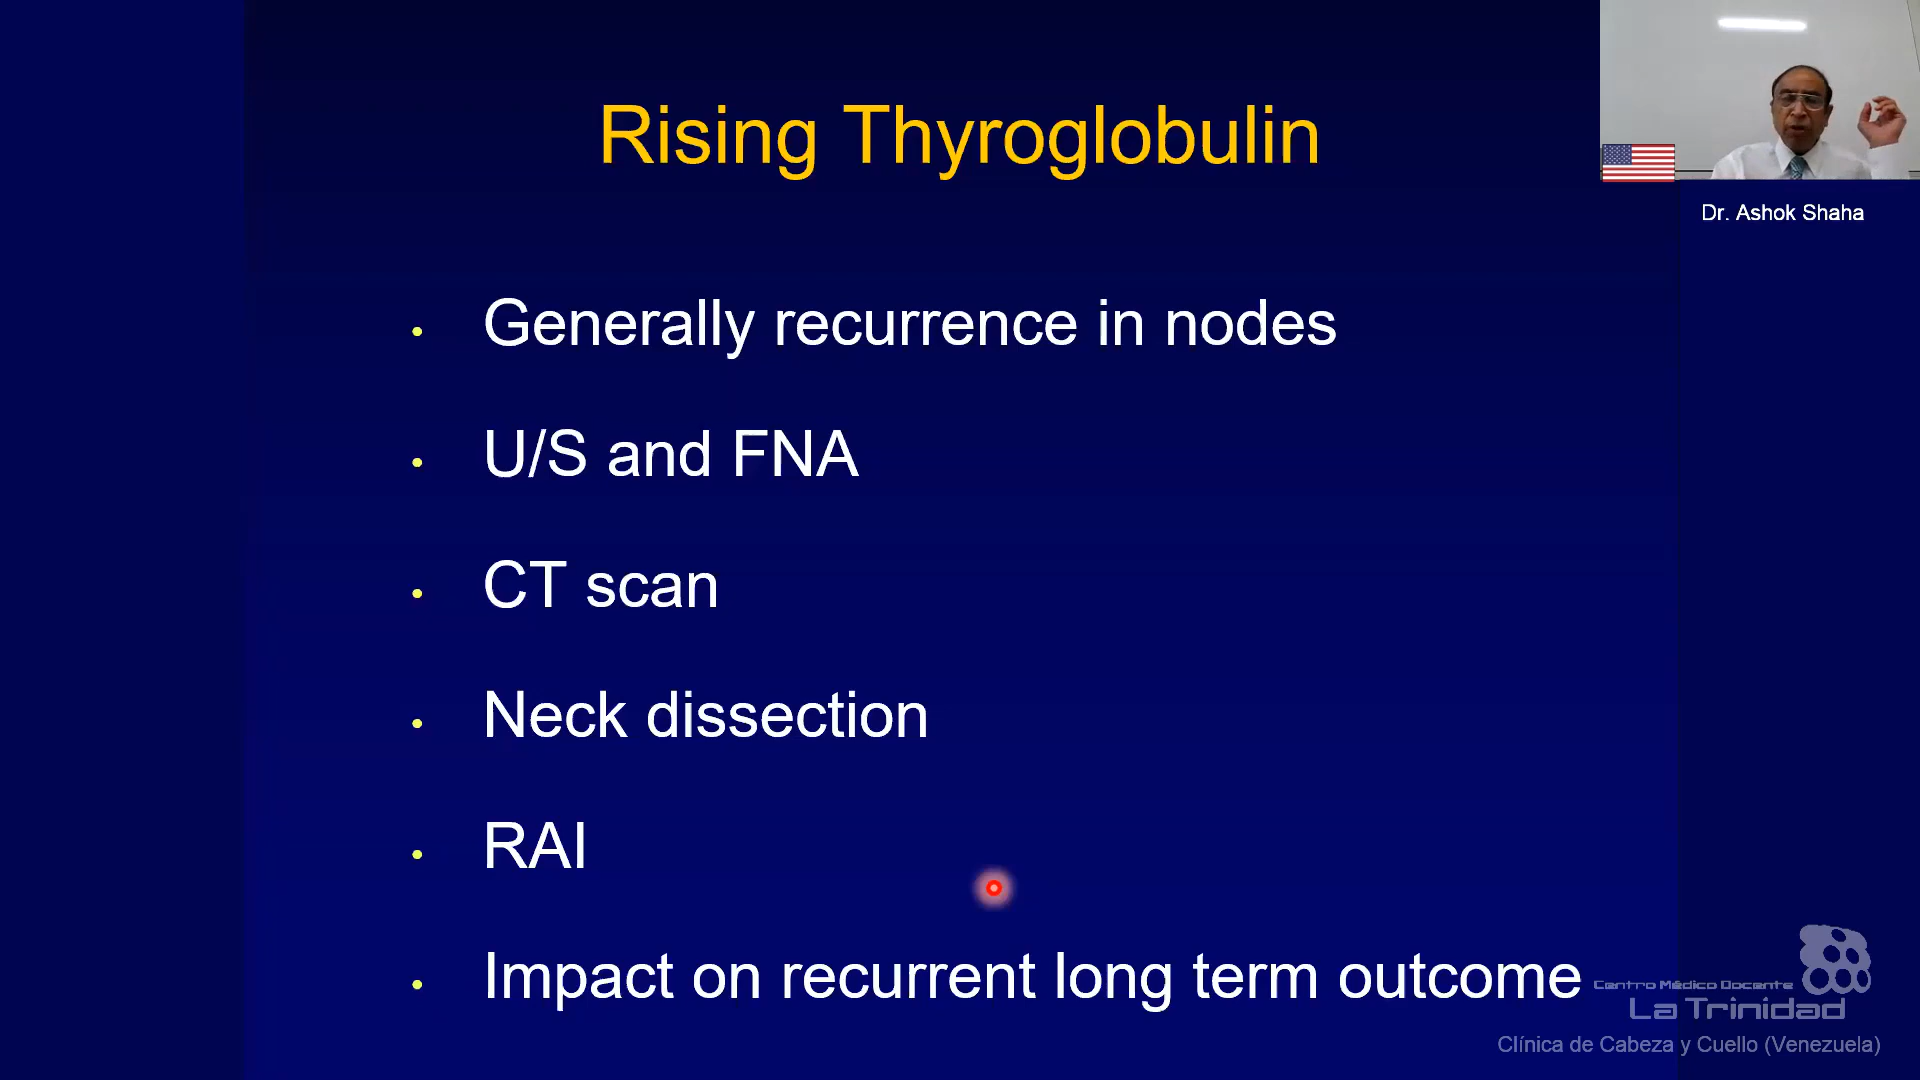 Rising Thyroglobulin
Dr. Ashok Shaha
• Generally recurrence in nodes
• U/S and FNA
• CT scan
• Neck dissection
• RAI
• Impact on recurrent long term outcome
Centro Médico Docente
La Trinidad
Clínica de Cabeza y Cuello (Venezuela)